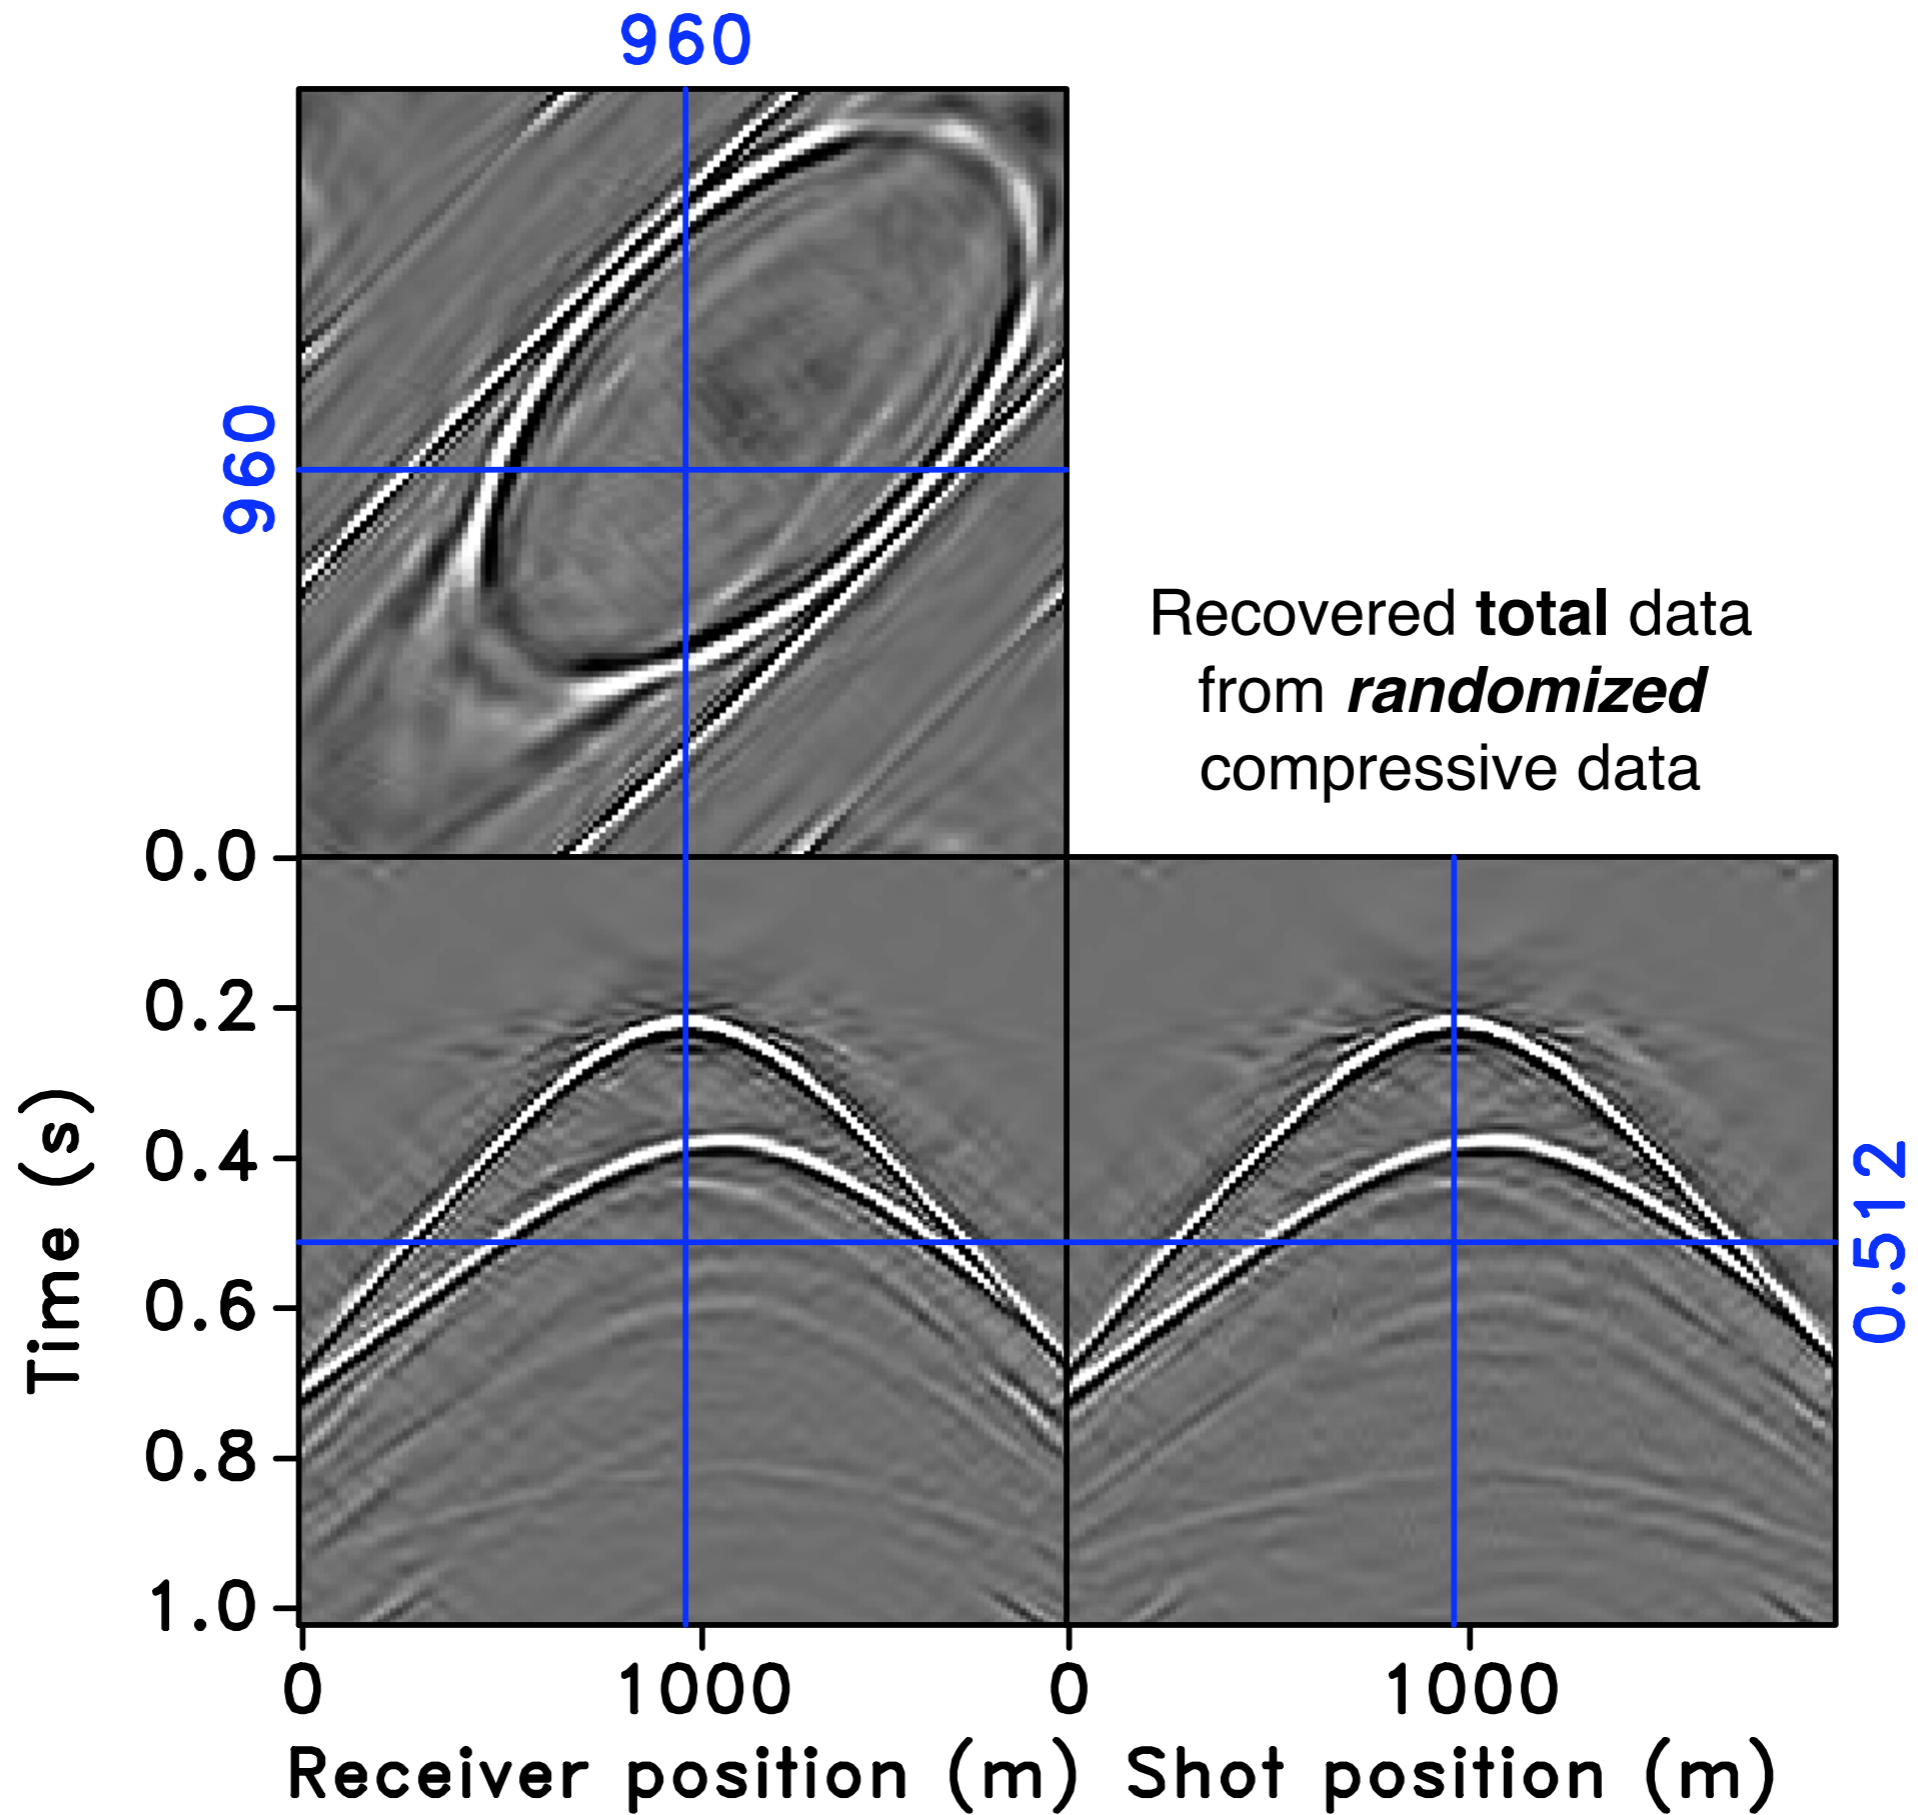 960
960
Recovered total data
from randomized
compressive data
0.0
0.2
0.4
0.6
0.8
1.0
Time (s)
0.512
0 1000 0 1000
Receiver position (m) Shot position (m)